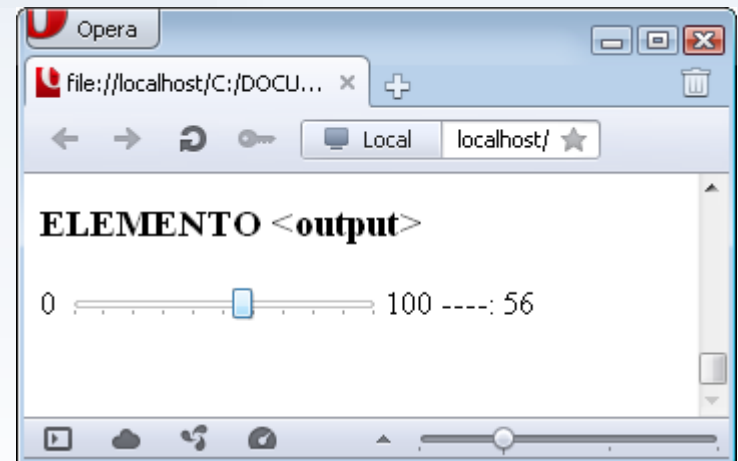 Opera
file://localhost/C:/DOCU...
Local localhost/
ELEMENTO <output>
0 100 ----: 56